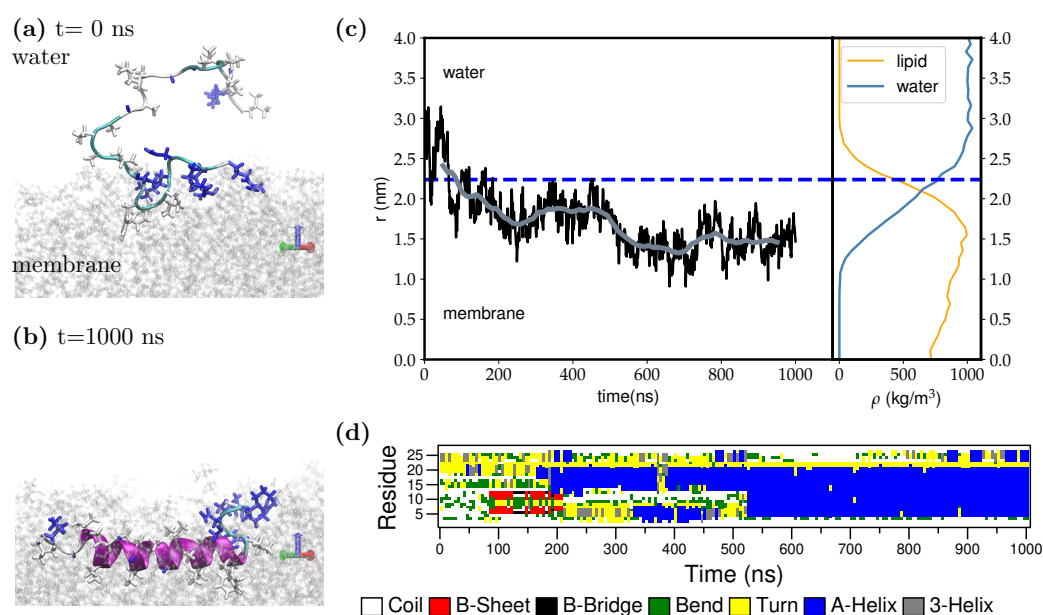 (a) t= 0 ns
water
membrane
(b) t=1000 ns
(c)
4.0
3.5
3.0
2.5
2.0
1.5
1.0
0.5
0.0
r (nm)
water
membrane
0 200 400 600 800 1000
time(ns)
lipid
water
4.0
3.5
3.0
2.5
2.0
1.5
1.0
0.5
0.0
0 500 1000
ρ (kg/m³)
(d)
Residue
25
20
15
10
5
0 100 200 300 400 500 600 700 800 900 1000
Time (ns)
Coil B-Sheet B-Bridge Bend Turn A-Helix 3-Helix